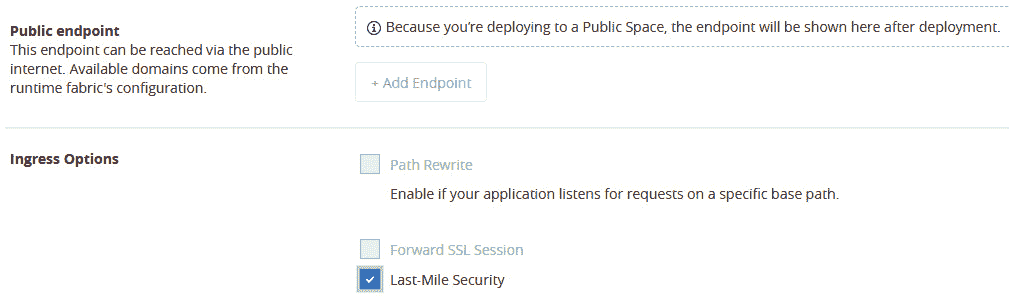 Public endpoint
This endpoint can be reached via the public
internet. Available domains come from the
runtime fabric's configuration.
Because you're deploying to a Public Space, the endpoint will be shown here after deployment.
+ Add Endpoint
Ingress Options
Path Rewrite
Enable if your application listens for requests on a specific base path.
Forward SSL Session
Last-Mile Security